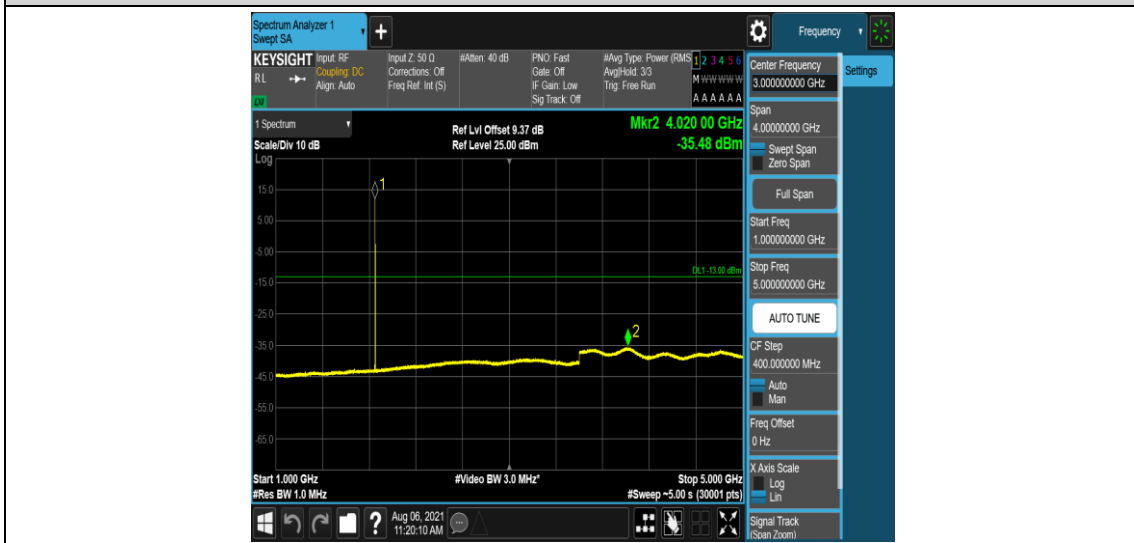 Spectrum Analyzer 1
Swept SA
Frequency
KEYSIGHT
RL
Input: RF
Coupling: DC
Align: Auto
Input Z: 50 Ω
Corrections: Off
Freq Ref: Int (S)
#Atten: 40 dB
PNO: Fast
Gate: Off
IF Gain: Low
Sig Track: Off
#Avg Type: Power (RMS
Avg|Hold: 3/3
Trig: Free Run
1 2 3 4 5 6
M W W W W W
A A A A A A
Center Frequency
3.000000000 GHz
Settings
Span
4.00000000 GHz
Swept Span
Zero Span
Full Span
Start Freq
1.000000000 GHz
Stop Freq
5.000000000 GHz
AUTO TUNE
CF Step
400.000000 MHz
Auto
Man
Freq Offset
0 Hz
X Axis Scale
Log
Lin
Signal Track
(Span Zoom)
1 Spectrum
Scale/Div 10 dB
Ref Lvl Offset 9.37 dB
Ref Level 25.00 dBm
Mkr2 4.020 00 GHz
-35.48 dBm
Log
15.0
5.00
-5.00
-15.0
-25.0
-35.0
-45.0
-55.0
-65.0
1
DL1 -13.00 dBm
2
Start 1.000 GHz
#Video BW 3.0 MHz*
Stop 5.000 GHz
#Res BW 1.0 MHz
#Sweep ~5.00 s (30001 pts)
?
Aug 06, 2021
11:20:10 AM